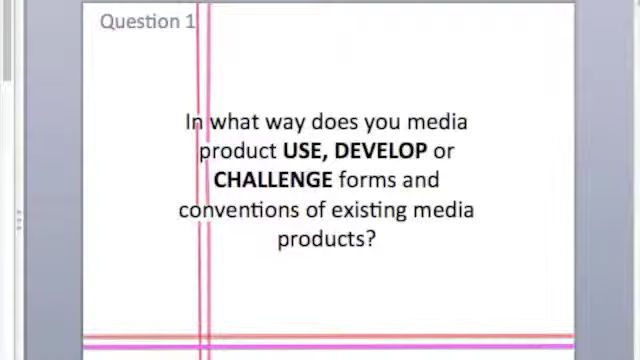 Question 1
In what way does you media
product USE, DEVELOP or
CHALLENGE forms and
conventions of existing media
products?